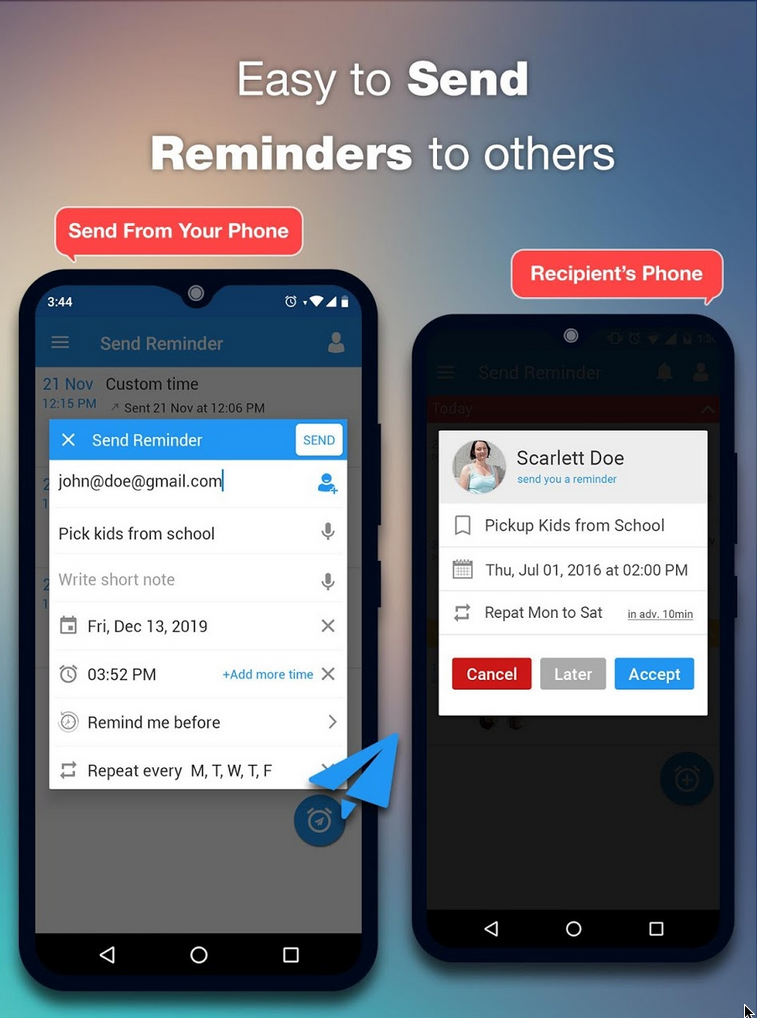 Easy to Send
Reminders to others
Send From Your Phone
3:44
Send Reminder
21 Nov Custom time
12:15 PM Sent 21 Nov at 12:06 PM
Send Reminder SEND
john@doe@gmail.com
Pick kids from school
Write short note
Fri, Dec 13, 2019
03:52 PM +Add more time
Remind me before
Repeat every M, T, W, T, F
Recipient's Phone
Send Reminder
Today
Scarlett Doe
send you a reminder
Pickup Kids from School
Thu, Jul 01, 2016 at 02:00 PM
Repat Mon to Sat in adv. 10min
Cancel Later Accept